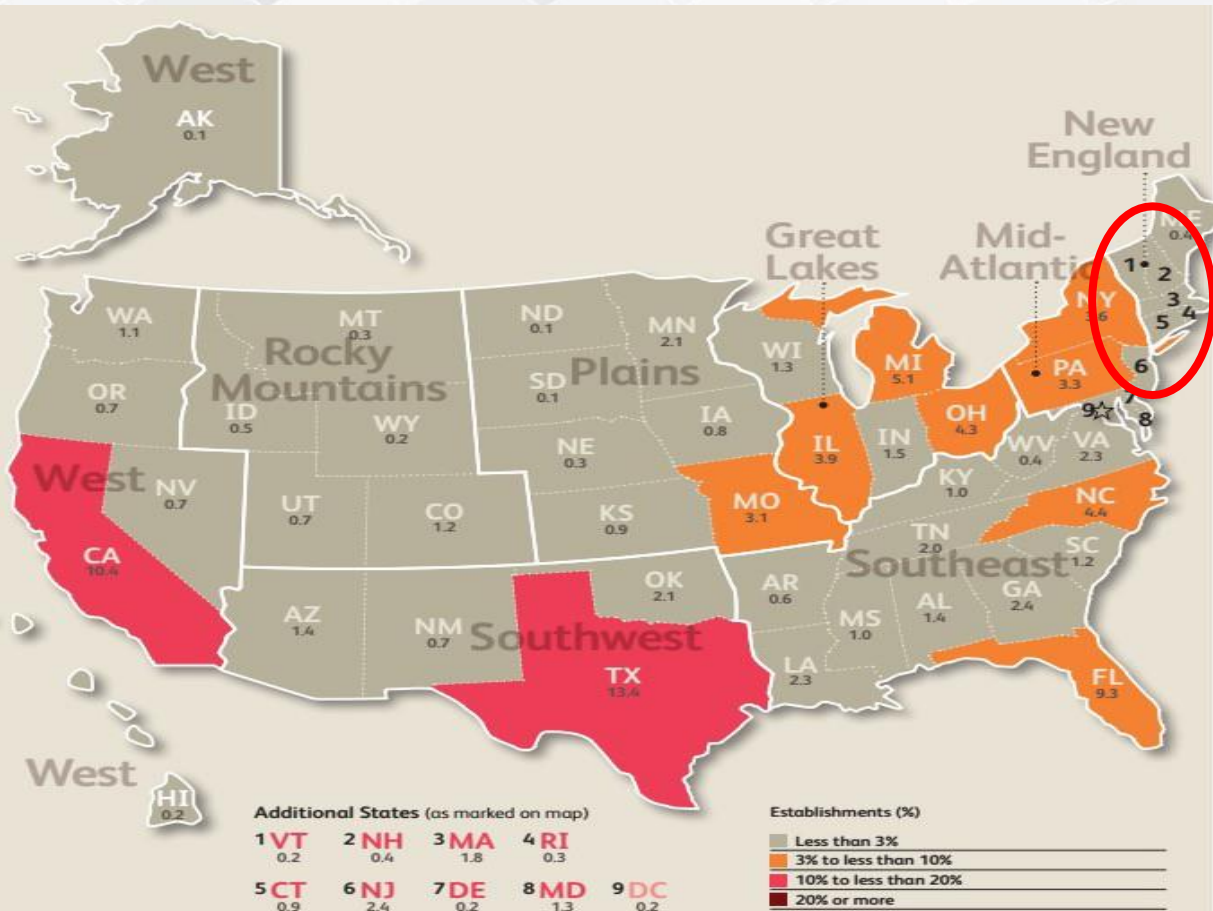 West
AK
0.1
New
England
Great
Lakes
Mid-
Atlantic
ME
0.4
1
2
3
4
5
6
7
8
9
WA
1.1
MT
0.3
ND
0.1
MN
2.1
Rocky
Mountains
Plains
OR
0.7
ID
0.5
WY
0.2
SD
0.1
WI
1.3
MI
5.1
NY
3.6
PA
3.3
IA
0.8
NE
0.3
IL
3.9
IN
1.5
OH
4.3
WV
0.4
VA
2.3
West
NV
0.7
UT
0.7
CO
1.2
KS
0.9
MO
3.1
KY
1.0
NC
4.4
CA
10.4
TN
2.0
SC
1.2
Southeast
AZ
1.4
NM
0.7
OK
2.1
AR
0.6
MS
1.0
AL
1.4
GA
2.4
Southwest
TX
13.4
LA
2.3
FL
9.3
West
HI
0.2
Additional States (as marked on map)
1 VT 2 NH 3 MA 4 RI
0.2 0.4 1.8 0.3
5 CT 6 NJ 7 DE 8 MD 9 DC
0.9 2.4 0.2 1.3 0.2
Establishments (%)
Less than 3%
3% to less than 10%
10% to less than 20%
20% or more